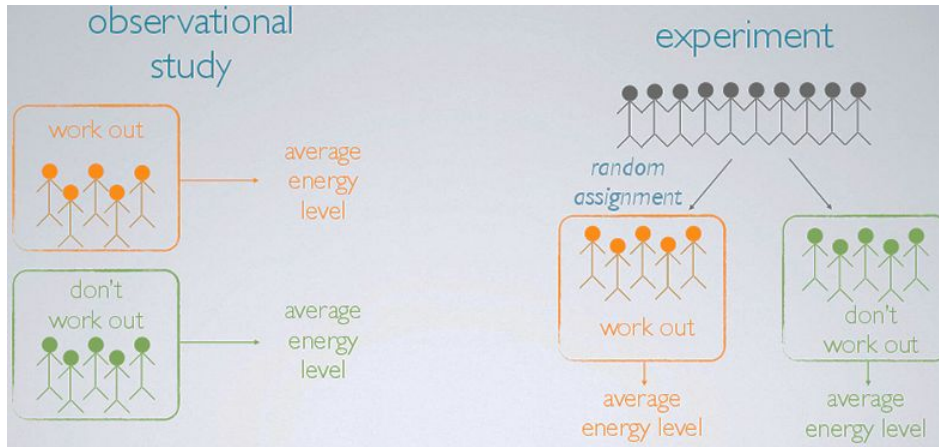 observational
study
work out
average
energy
level
don't
work out
average
energy
level
experiment
random
assignment
work out
average
energy level
don't
work out
average
energy level